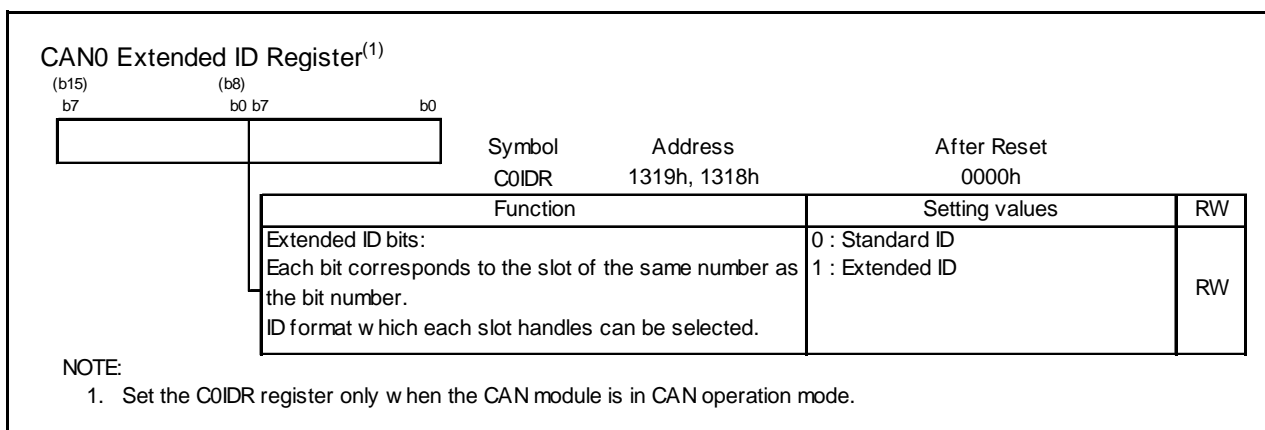 CAN0 Extended ID Register(1)
(b15) (b8)
b7 b0 b7 b0
Symbol Address After Reset
C0IDR 1319h, 1318h 0000h
Function Setting values RW
Extended ID bits: 0 : Standard ID
Each bit corresponds to the slot of the same number as 1 : Extended ID
the bit number. RW
ID format which each slot handles can be selected.
NOTE:
1. Set the C0IDR register only when the CAN module is in CAN operation mode.